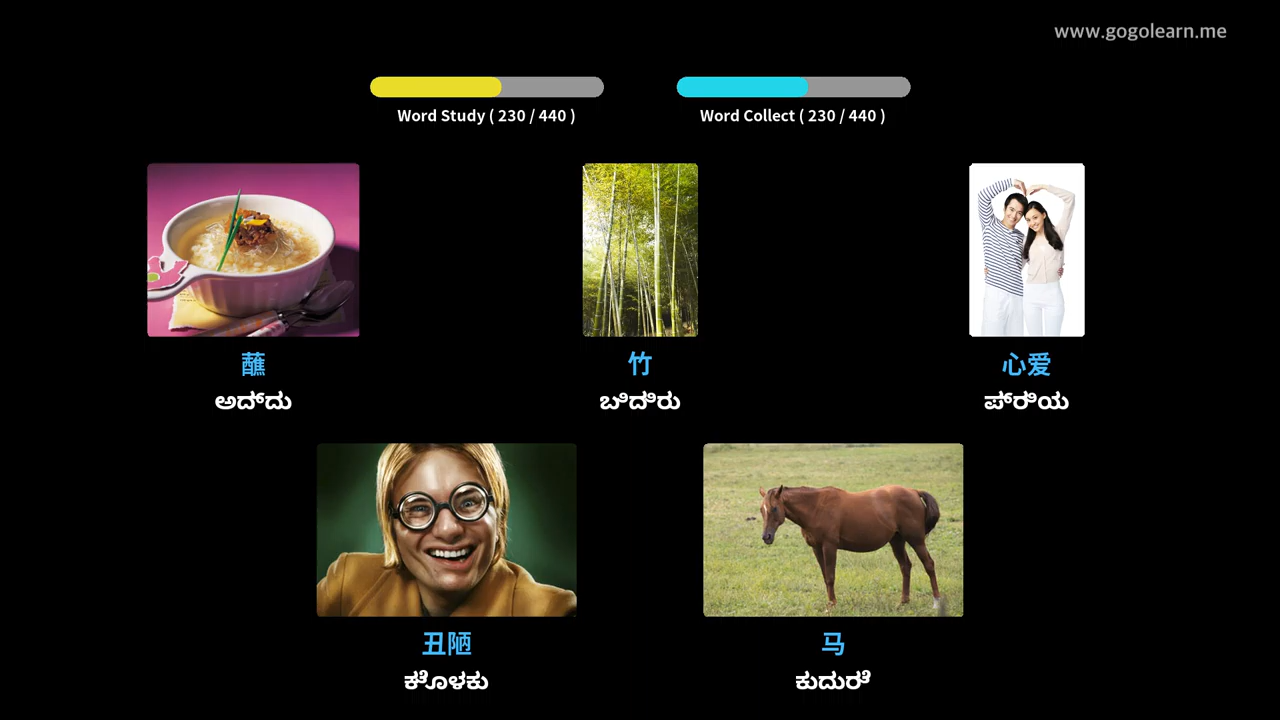 www.gogolearn.me
Word Study ( 230 / 440 )
Word Collect ( 230 / 440 )
蘸
ಅದ್ದು
竹
ಬಿದಿರು
心爱
ಪ್ರಿಯ
丑陋
ಕೊಳಕು
马
ಕುದುರೆ